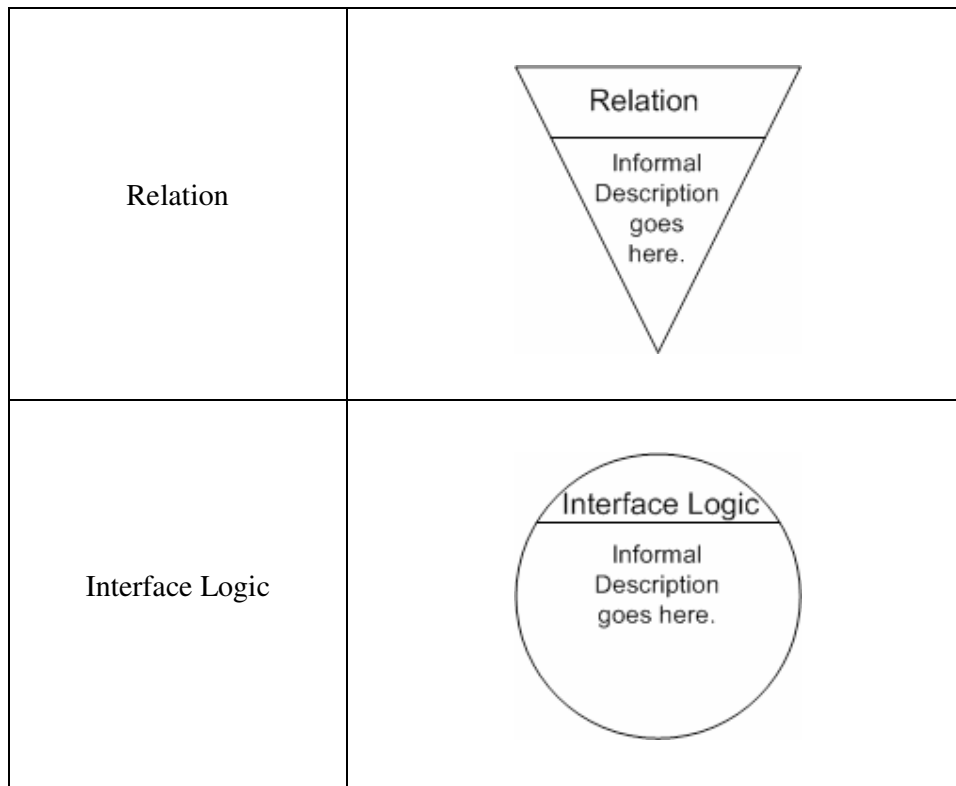 Relation
Relation
Informal
Description
goes
here.
Interface Logic
Interface Logic
Informal
Description
goes here.